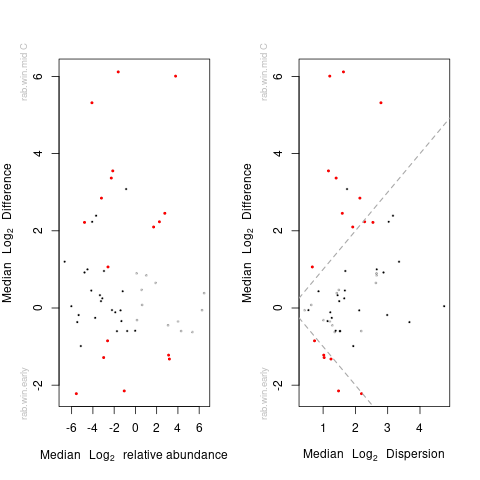 rab.win.mid C
rab.win.early
Median Log2 Difference
6
4
2
0
-2
-6 -4 -2 0 2 4 6
Median Log2 relative abundance
rab.win.mid C
rab.win.early
Median Log2 Difference
6
4
2
0
-2
1 2 3 4
Median Log2 Dispersion